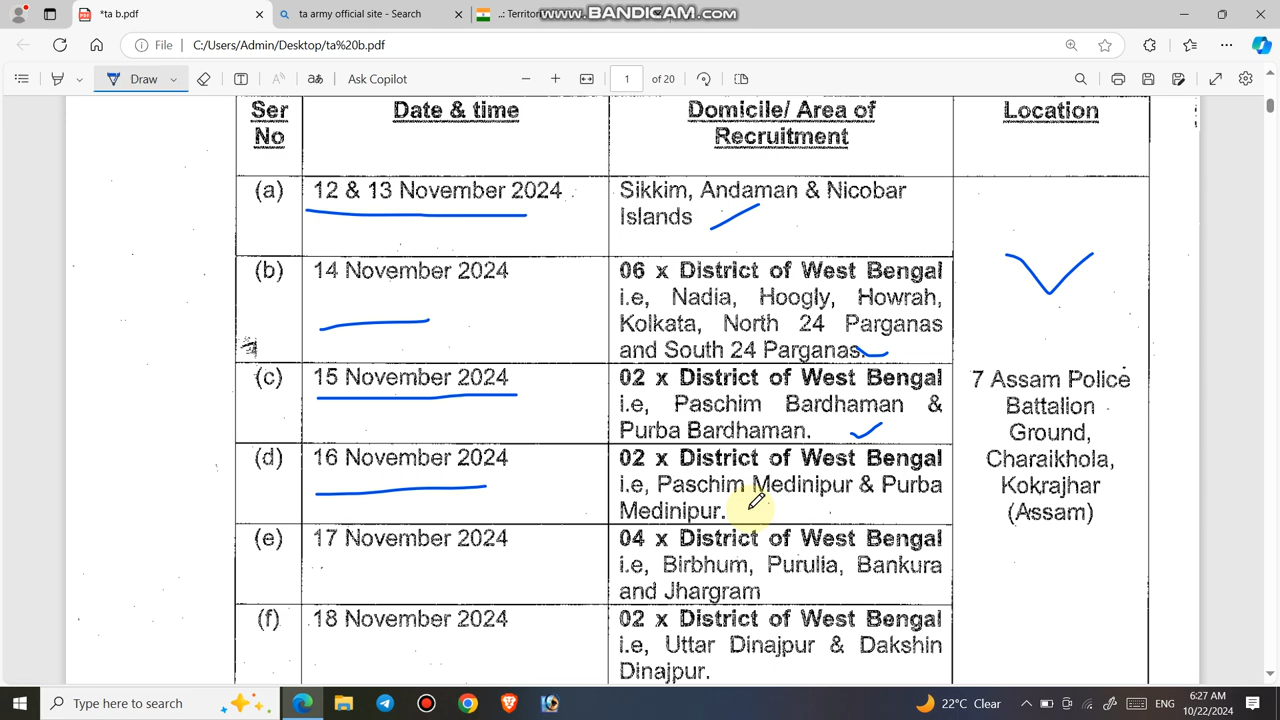 *ta b.pdf
ta army official site - Search
: Territor
www.BANDICAM.com
File
C:/Users/Admin/Desktop/ta%20b.pdf
Draw
Ask Copilot
1
of 20
Ser No
Date & time
Domicile/ Area of
Recruitment
Location
(a)
12 & 13 November 2024
Sikkim, Andaman & Nicobar
Islands
(b)
14 November 2024
06 x District of West Bengal
i.e, Nadia, Hoogly, Howrah,
Kolkata, North 24 Parganas
and South 24 Parganas.
(c)
15 November 2024
02 x District of West Bengal
i.e, Paschim Bardhaman &
Purba Bardhaman.
(d)
16 November 2024
02 x District of West Bengal
i.e, Paschim Medinipur & Purba
Medinipur.
(e)
17 November 2024
04 x District of West Bengal
i.e, Birbhum, Purulia, Bankura
and Jhargram
(f)
18 November 2024
02 x District of West Bengal
i.e, Uttar Dinajpur & Dakshin
Dinajpur.
7 Assam Police
Battalion
Ground,
Charaikhola,
Kokrajhar
(Assam)
Type here to search
22°C Clear
6:27 AM
10/22/2024